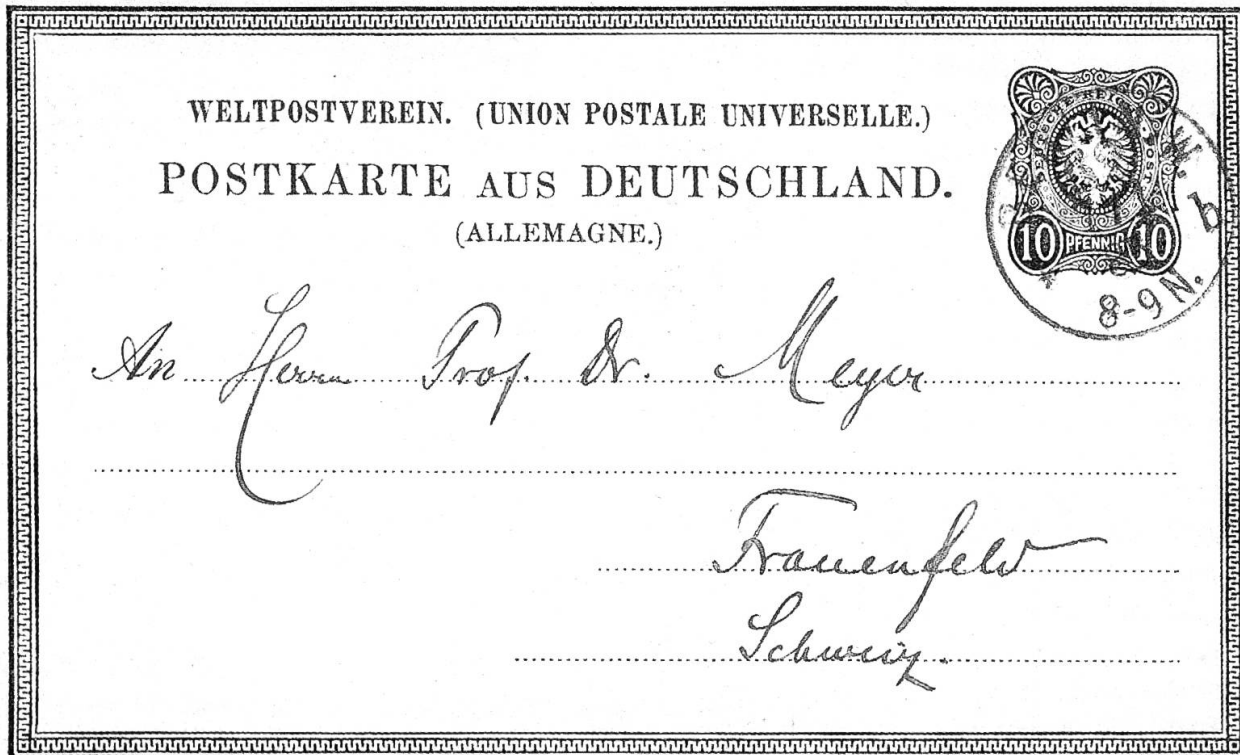 WELTPOSTVEREIN. (UNION POSTALE UNIVERSELLE.)
POSTKARTE AUS DEUTSCHLAND.
(ALLEMAGNE.)
10 PFENNIG 10
8-9 N.
b
An Herrn Prof. Dr. Meyer
Frauenfeld
Schweiz.